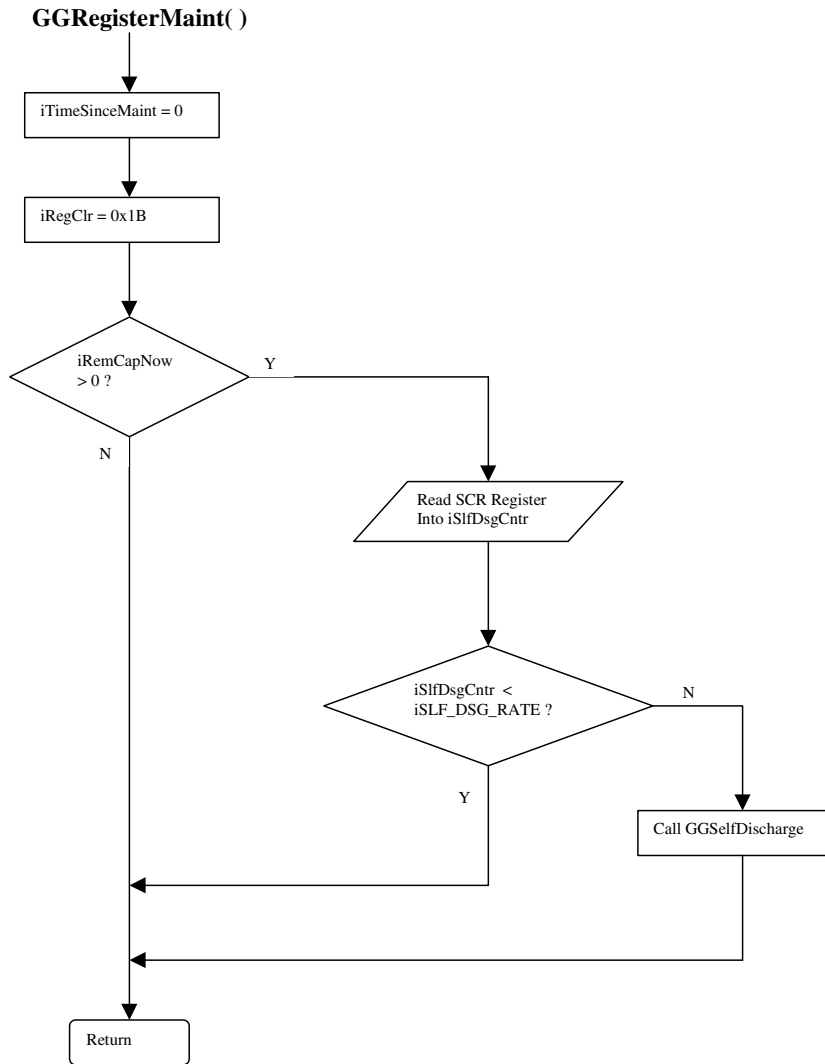 GGRegisterMaint( )
iTimeSinceMaint = 0
iRegClr = 0x1B
iRemCapNow
> 0 ?
Y
N
Read SCR Register
Into iSlfDsgCntr
iSlfDsgCntr <
iSLF_DSG_RATE ?
N
Y
Call GGSelfDischarge
Return